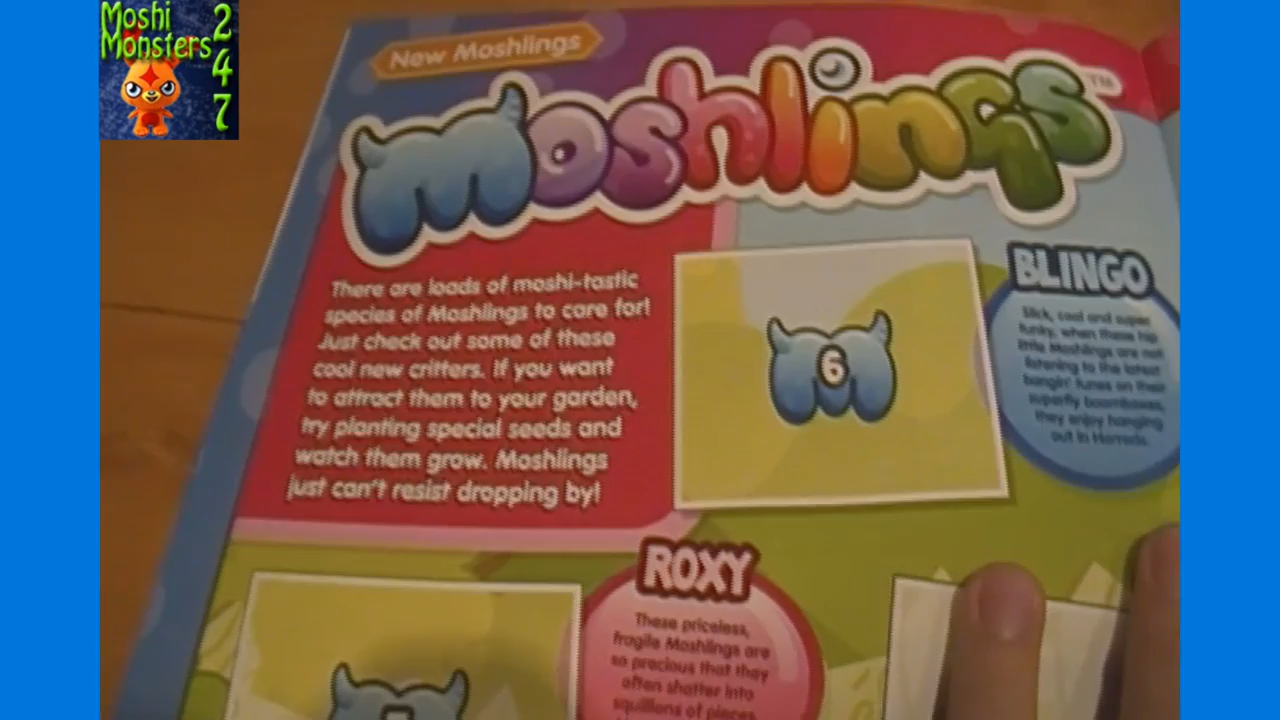 Moshi
Monsters
247
New Moshlings
Moshlings™
There are loads of moshi-tastic
species of Moshlings to care for!
Just check out some of these
cool new critters. If you want
to attract them to your garden,
try planting special seeds and
watch them grow. Moshlings
just can't resist dropping by!
6
BLINGO
Slick, cool and super
funky, when these hip
little Moshlings are not
listening to the latest
bangin' tunes on their
superfly boomboxes,
they enjoy hanging
out in Horrods.
ROXY
These priceless,
fragile Moshlings are
so precious that they
often shatter into
squillions of pieces.